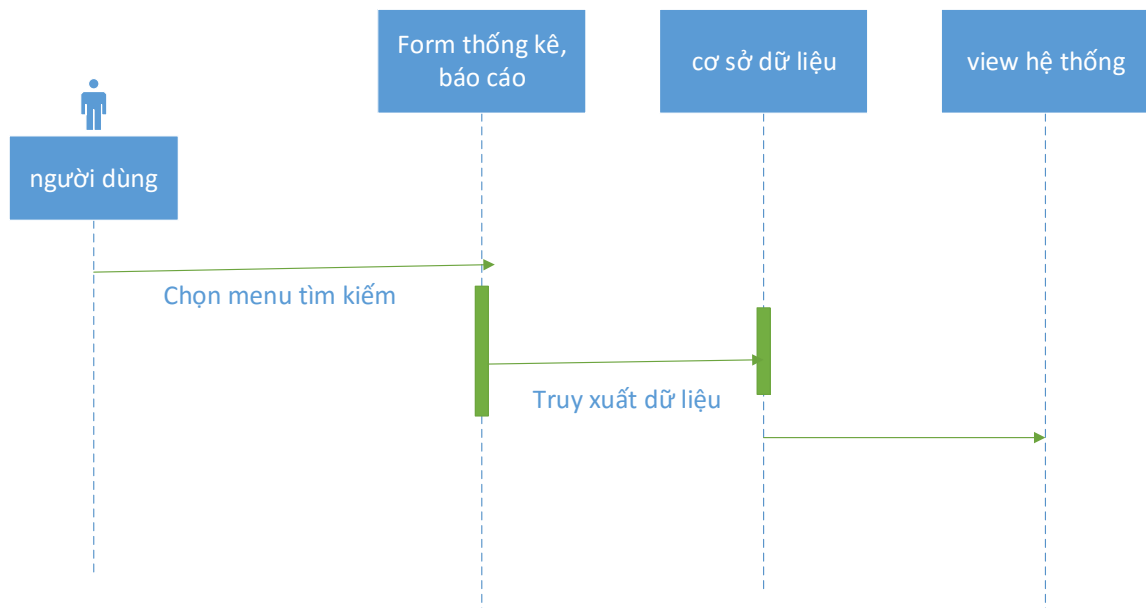 Form thống kê,
báo cáo
cơ sở dữ liệu
view hệ thống
người dùng
Chọn menu tìm kiếm
Truy xuất dữ liệu